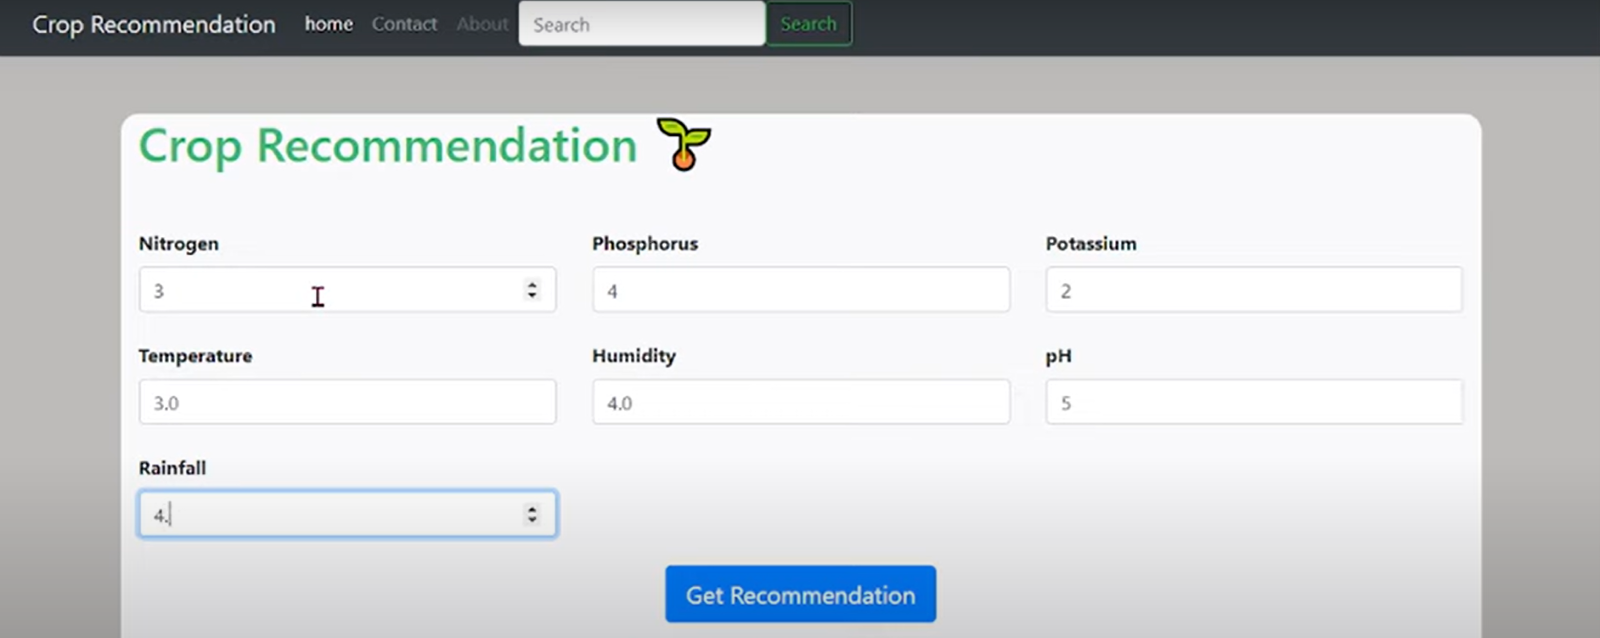 Crop Recommendation home Contact About Search Search
Crop Recommendation
Nitrogen Phosphorus Potassium
3 4 2
Temperature Humidity pH
3.0 4.0 5
Rainfall
4.
Get Recommendation